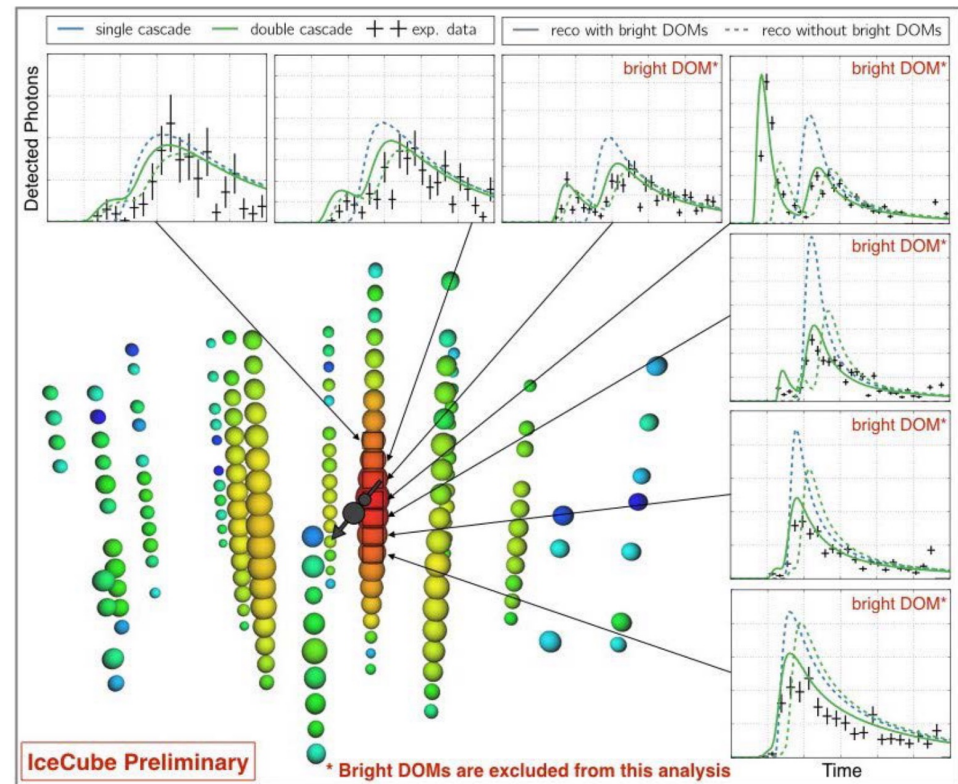 single cascade double cascade exp. data reco with bright DOMs reco without bright DOMs
Detected Photons
bright DOM*
bright DOM*
bright DOM*
bright DOM*
bright DOM*
IceCube Preliminary
* Bright DOMs are excluded from this analysis
Time